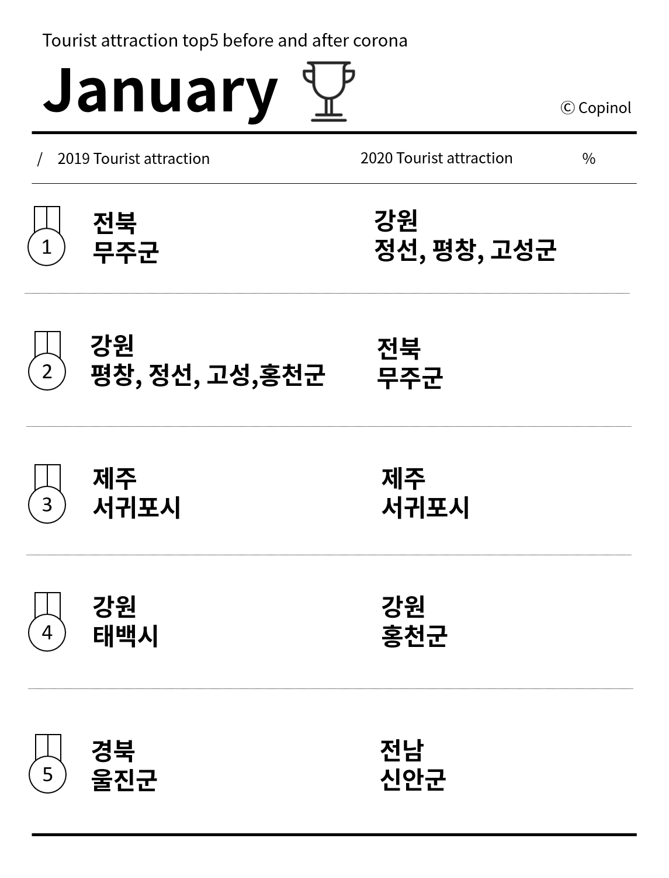 Tourist attraction top5 before and after corona
January
© Copinol
/ 2019 Tourist attraction 2020 Tourist attraction %
1
전북
무주군
강원
정선, 평창, 고성군
2
강원
평창, 정선, 고성,홍천군
전북
무주군
3
제주
서귀포시
제주
서귀포시
4
강원
태백시
강원
홍천군
5
경북
울진군
전남
신안군